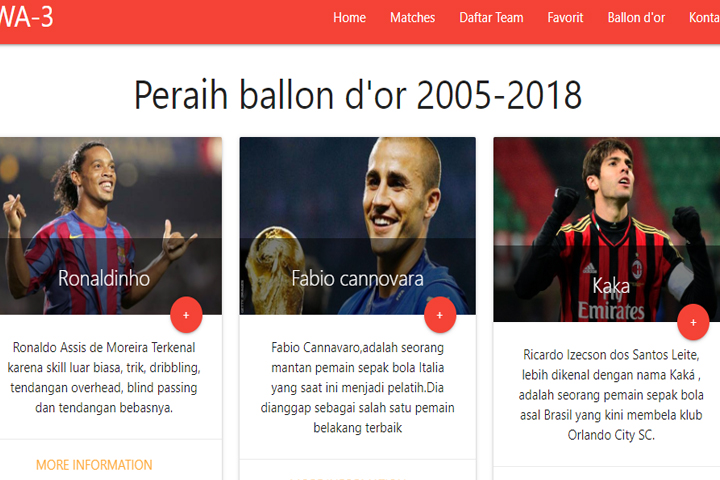 WA-3
Home Matches Daftar Team Favorit Ballon d'or Konta
Peraih ballon d'or 2005-2018
Ronaldinho
+
Ronaldo Assis de Moreira Terkenal
karena skill luar biasa, trik, dribbling,
tendangan overhead, blind passing
dan tendangan bebasnya.
MORE INFORMATION
Fabio cannovara
+
Fabio Cannavaro,adalah seorang
mantan pemain sepak bola Italia
yang saat ini menjadi pelatih.Dia
dianggap sebagai salah satu pemain
belakang terbaik
Kaka
Fly
Emirates
+
Ricardo Izecson dos Santos Leite,
lebih dikenal dengan nama Kaká ,
adalah seorang pemain sepak bola
asal Brasil yang kini membela klub
Orlando City SC.